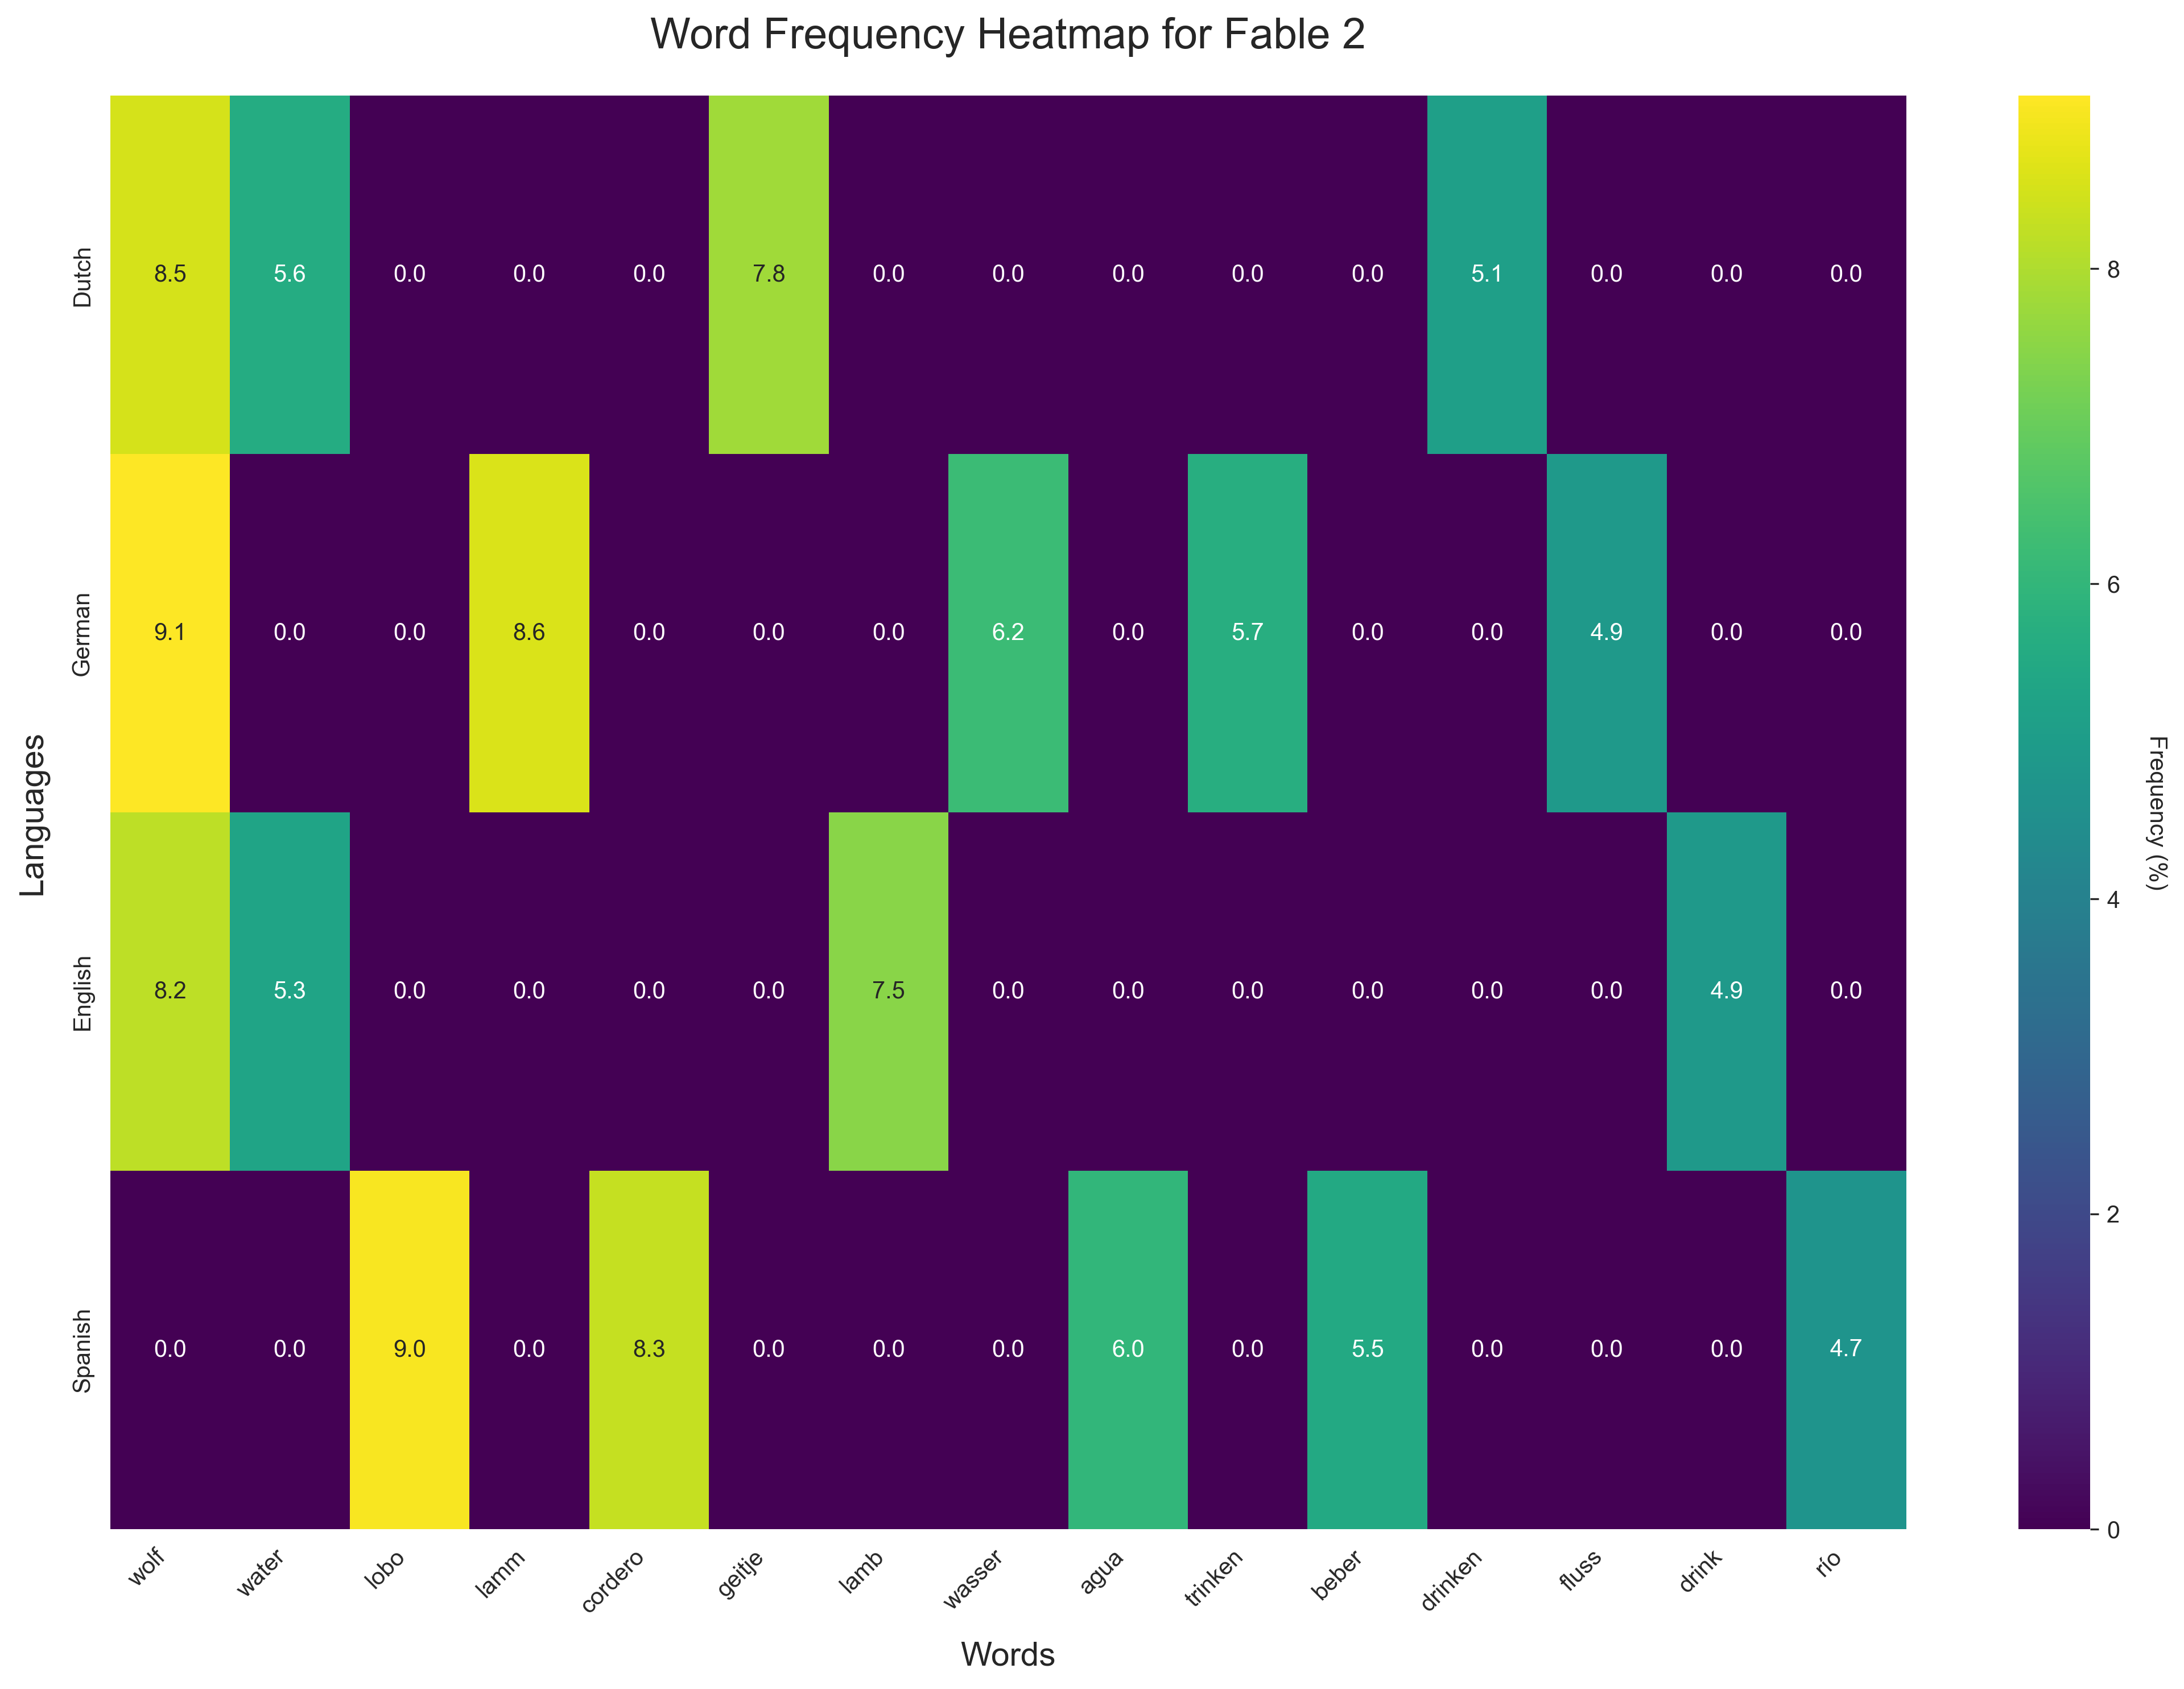 Word Frequency Heatmap for Fable 2
Languages
Dutch
8.5 5.6 0.0 0.0 0.0 7.8 0.0 0.0 0.0 0.0 0.0 5.1 0.0 0.0 0.0
German
9.1 0.0 0.0 8.6 0.0 0.0 0.0 6.2 0.0 5.7 0.0 0.0 4.9 0.0 0.0
English
8.2 5.3 0.0 0.0 0.0 0.0 7.5 0.0 0.0 0.0 0.0 0.0 0.0 4.9 0.0
Spanish
0.0 0.0 9.0 0.0 8.3 0.0 0.0 0.0 6.0 0.0 5.5 0.0 0.0 0.0 4.7
wolf water lobo lamm cordero geitje lamb wasser agua trinken beber drinken fluss drink río
Words
8
6
4
2
0
Frequency (%)